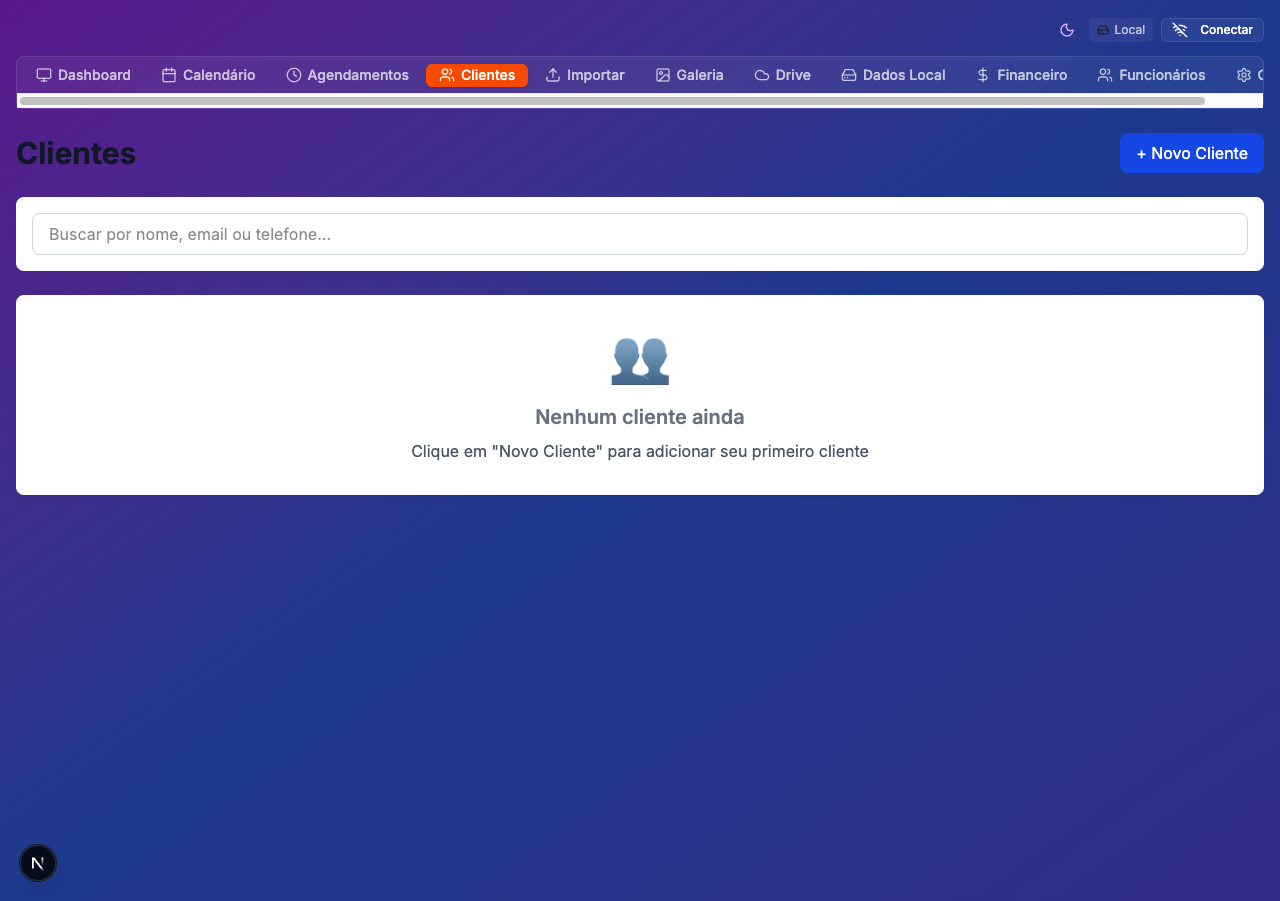 Local
Conectar
Dashboard
Calendário
Agendamentos
Clientes
Importar
Galeria
Drive
Dados Local
Financeiro
Funcionários
Clientes
+ Novo Cliente
Buscar por nome, email ou telefone...
Nenhum cliente ainda
Clique em "Novo Cliente" para adicionar seu primeiro cliente
N